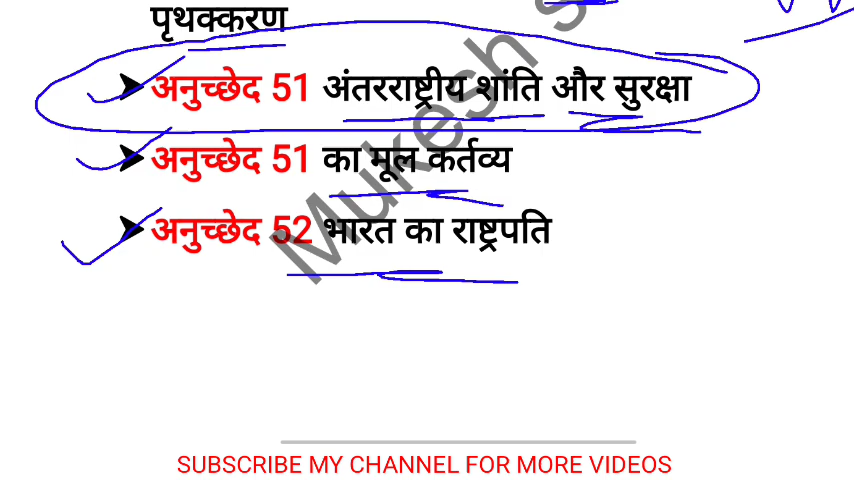 पृथक्करण
➤ अनुच्छेद 51 अंतरराष्ट्रीय शांति और सुरक्षा
➤ अनुच्छेद 51 का मूल कर्तव्य
➤ अनुच्छेद 52 भारत का राष्ट्रपति
Mukesh s
SUBSCRIBE MY CHANNEL FOR MORE VIDEOS